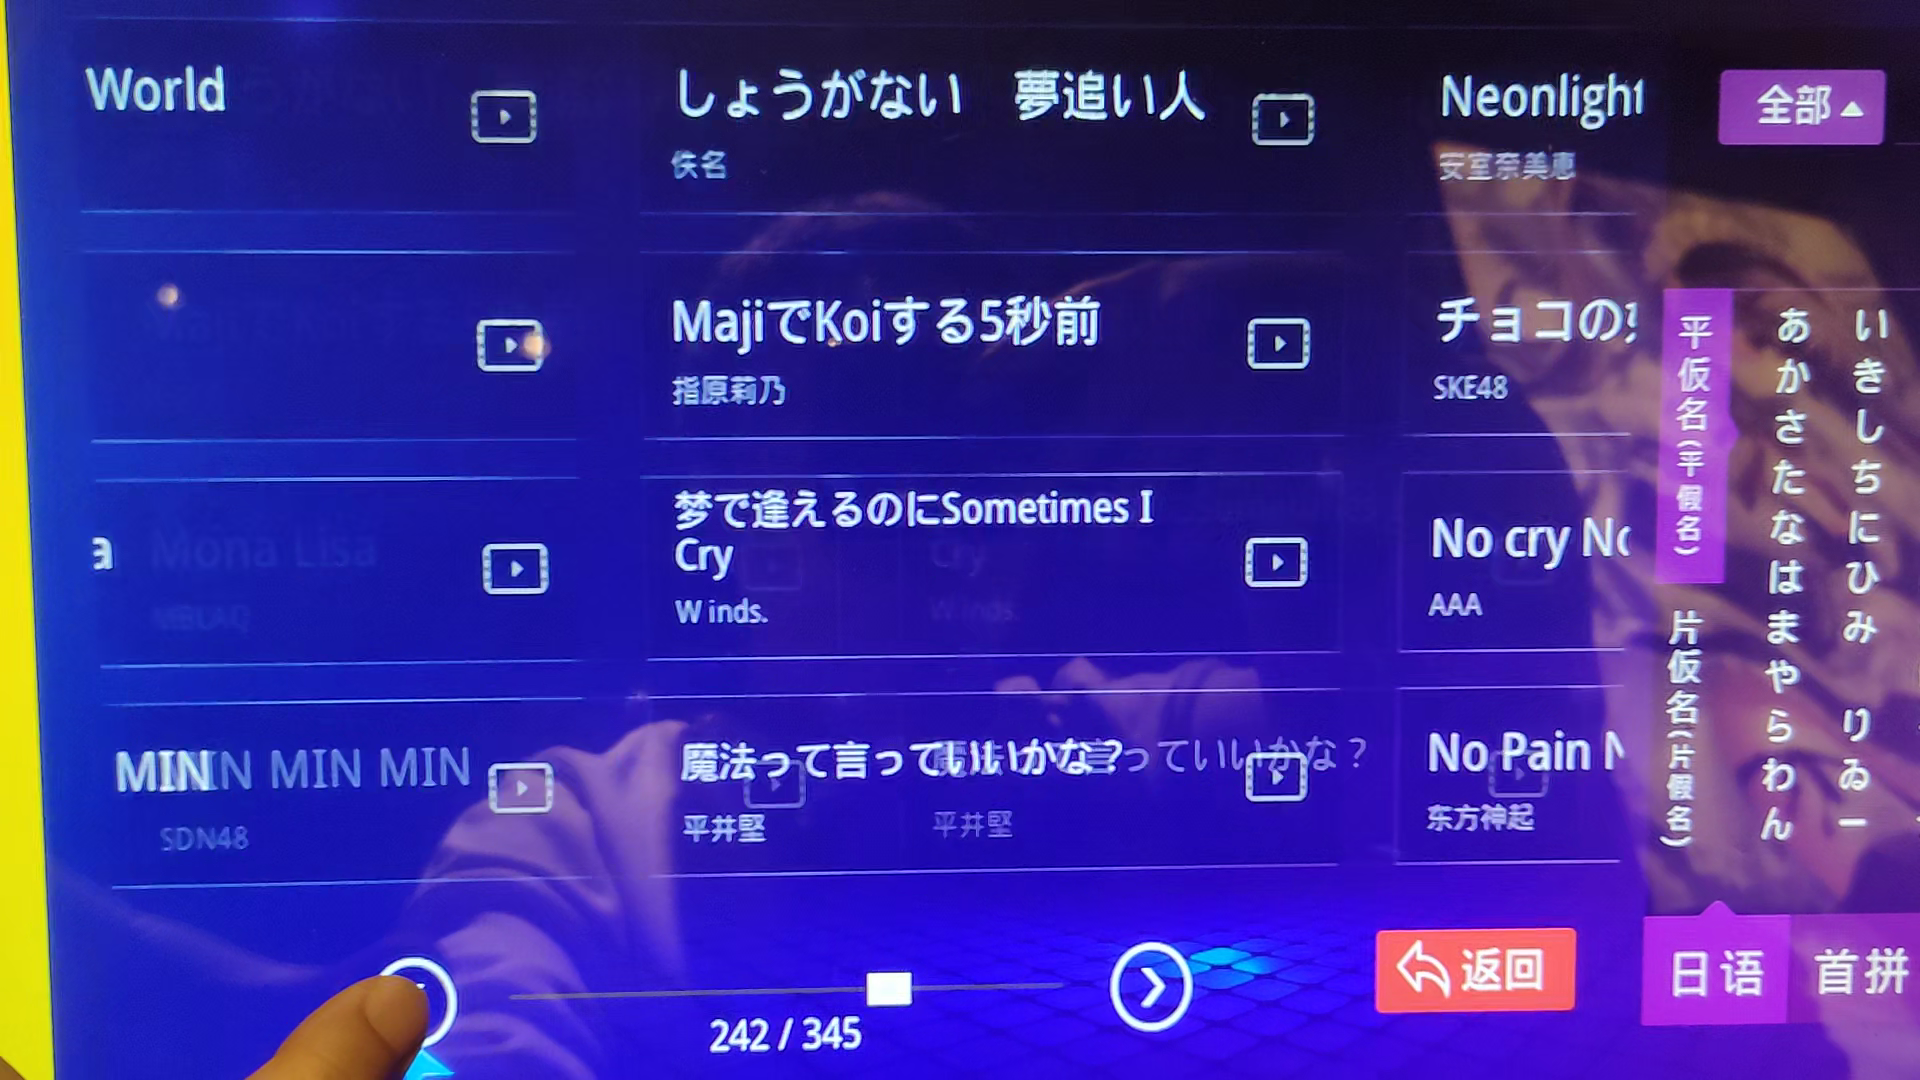 World
しょうがない 夢追い人
佚名
Neonlight
安室奈美恵
全部
MajiでKoiする5秒前
指原莉乃
チョコの
SKE48
a
Mona Lisa
梦で逢えるのにSometimes I
Cry
W inds.
Cry
W inds.
No cry No
AAA
MIN MIN MIN
SDN48
魔法って言っていいかな？
平井堅
平井堅
No Pain N
东方神起
平仮名(平假名)
片仮名(片假名)
あかさたなはまやらわん
いきしちにひみ りゐー
242 / 345
返回
日语
首拼